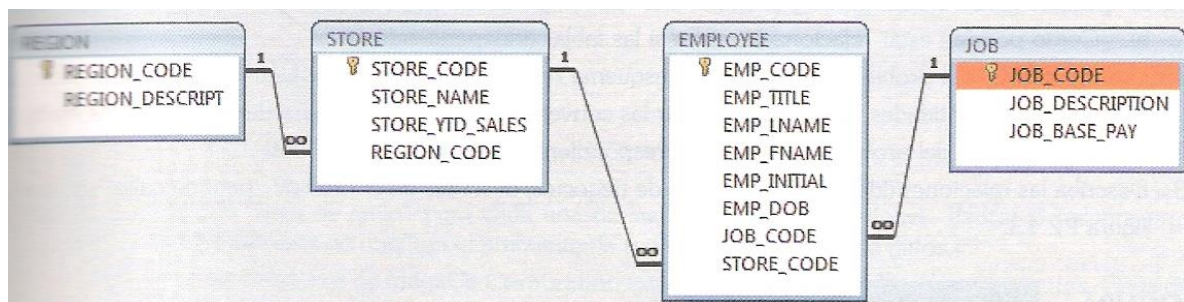 REGION
REGION_CODE
REGION_DESCRIPT
1
∞
STORE
STORE_CODE
STORE_NAME
STORE_YTD_SALES
REGION_CODE
1
∞
EMPLOYEE
EMP_CODE
EMP_TITLE
EMP_LNAME
EMP_FNAME
EMP_INITIAL
EMP_DOB
JOB_CODE
STORE_CODE
1
∞
JOB
JOB_CODE
JOB_DESCRIPTION
JOB_BASE_PAY